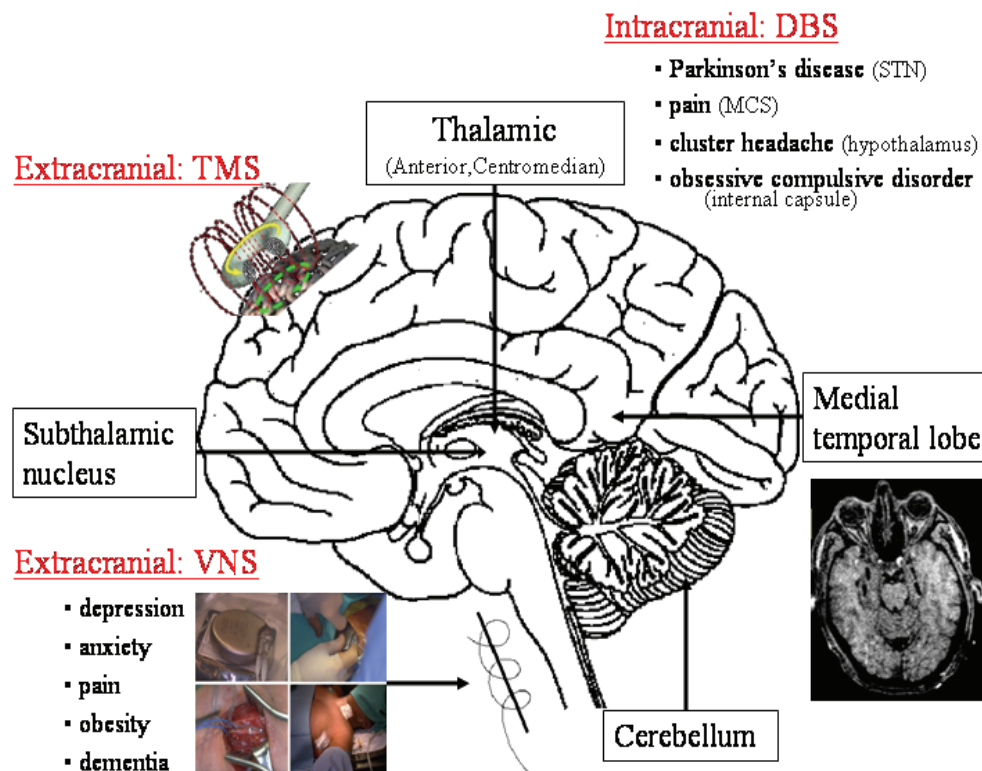 Intracranial: DBS
▪ Parkinson's disease (STN)
▪ pain (MCS)
▪ cluster headache (hypothalamus)
▪ obsessive compulsive disorder
(internal capsule)
Thalamic
(Anterior,Centromedian)
Extracranial: TMS
Subthalamic
nucleus
Medial
temporal lobe
Extracranial: VNS
▪ depression
▪ anxiety
▪ pain
▪ obesity
▪ dementia
Cerebellum